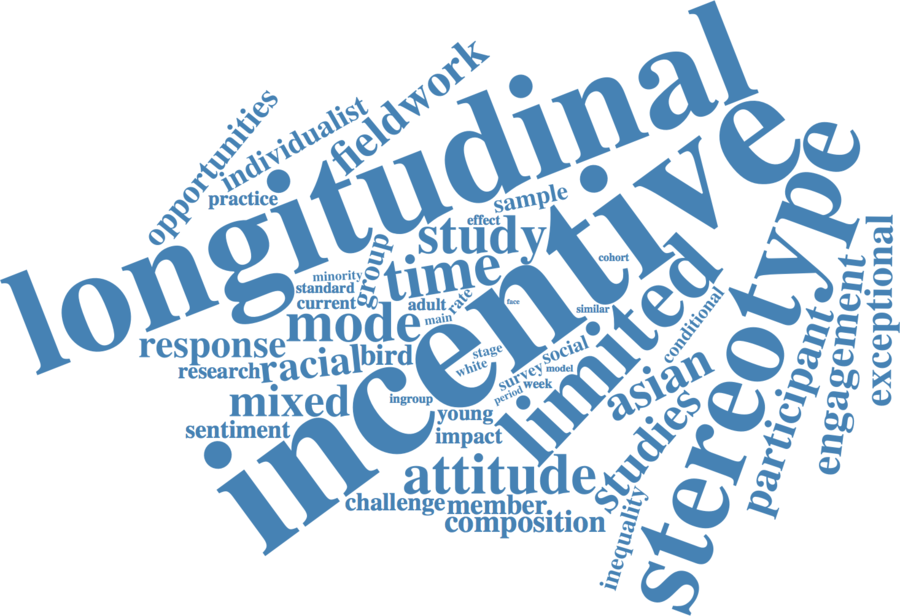 longitudinal
incentive
stereotype
limited
fieldwork
opportunities
individualist
practice
sample
effect
study
group
time
minority
standard
current
adult
rate
main
face
cohort
similar
mode
response
research
racial
bird
stage
white
social
survey
model
period
week
conditional
asian
mixed
ingroup
young
sentiment
impact
attitude
studies
challenge
member
composition
inequality
participant
engagement
exceptional